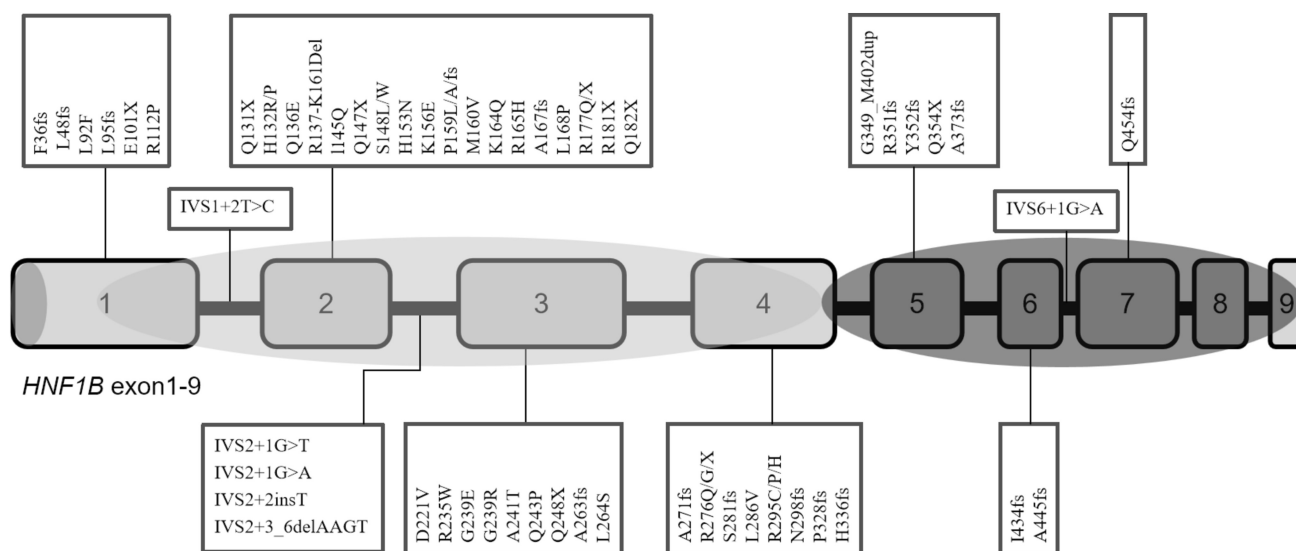 F36fs
L48fs
L92F
L95fs
E101X
R112P
Q131X
H132R/P
Q136E
R137-K161Del
I145Q
Q147X
S148L/W
H153N
K156E
P159L/A/fs
M160V
K164Q
R165H
A167fs
L168P
R177Q/X
R181X
Q182X
G349_M402dup
R351fs
Y352fs
Q354X
A373fs
Q454fs
IVS1+2T>C
IVS6+1G>A
1
2
3
4
5
6
7
8
9
HNF1B exon1-9
IVS2+1G>T
IVS2+1G>A
IVS2+2insT
IVS2+3_6delAAGT
D221V
R235W
G239E
G239R
A241T
Q243P
Q248X
A263fs
L264S
A271fs
R276Q/G/X
S281fs
L286V
R295C/P/H
N298fs
P328fs
H336fs
I434fs
A445fs